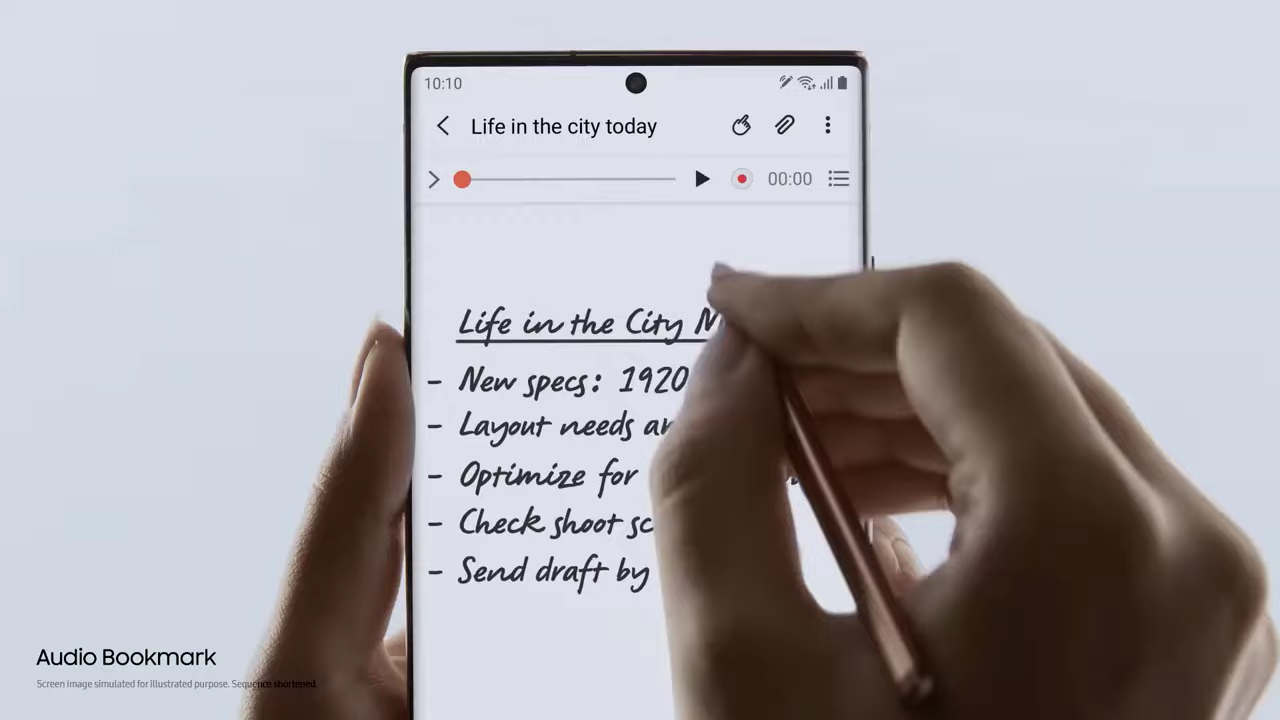 10:10
Life in the city today
00:00
Life in the City
- New specs: 1920
- Layout needs
- Optimize for
- Check shoot
- Send draft by
Audio Bookmark
Screen image simulated for illustrated purpose. Sequence shortened.